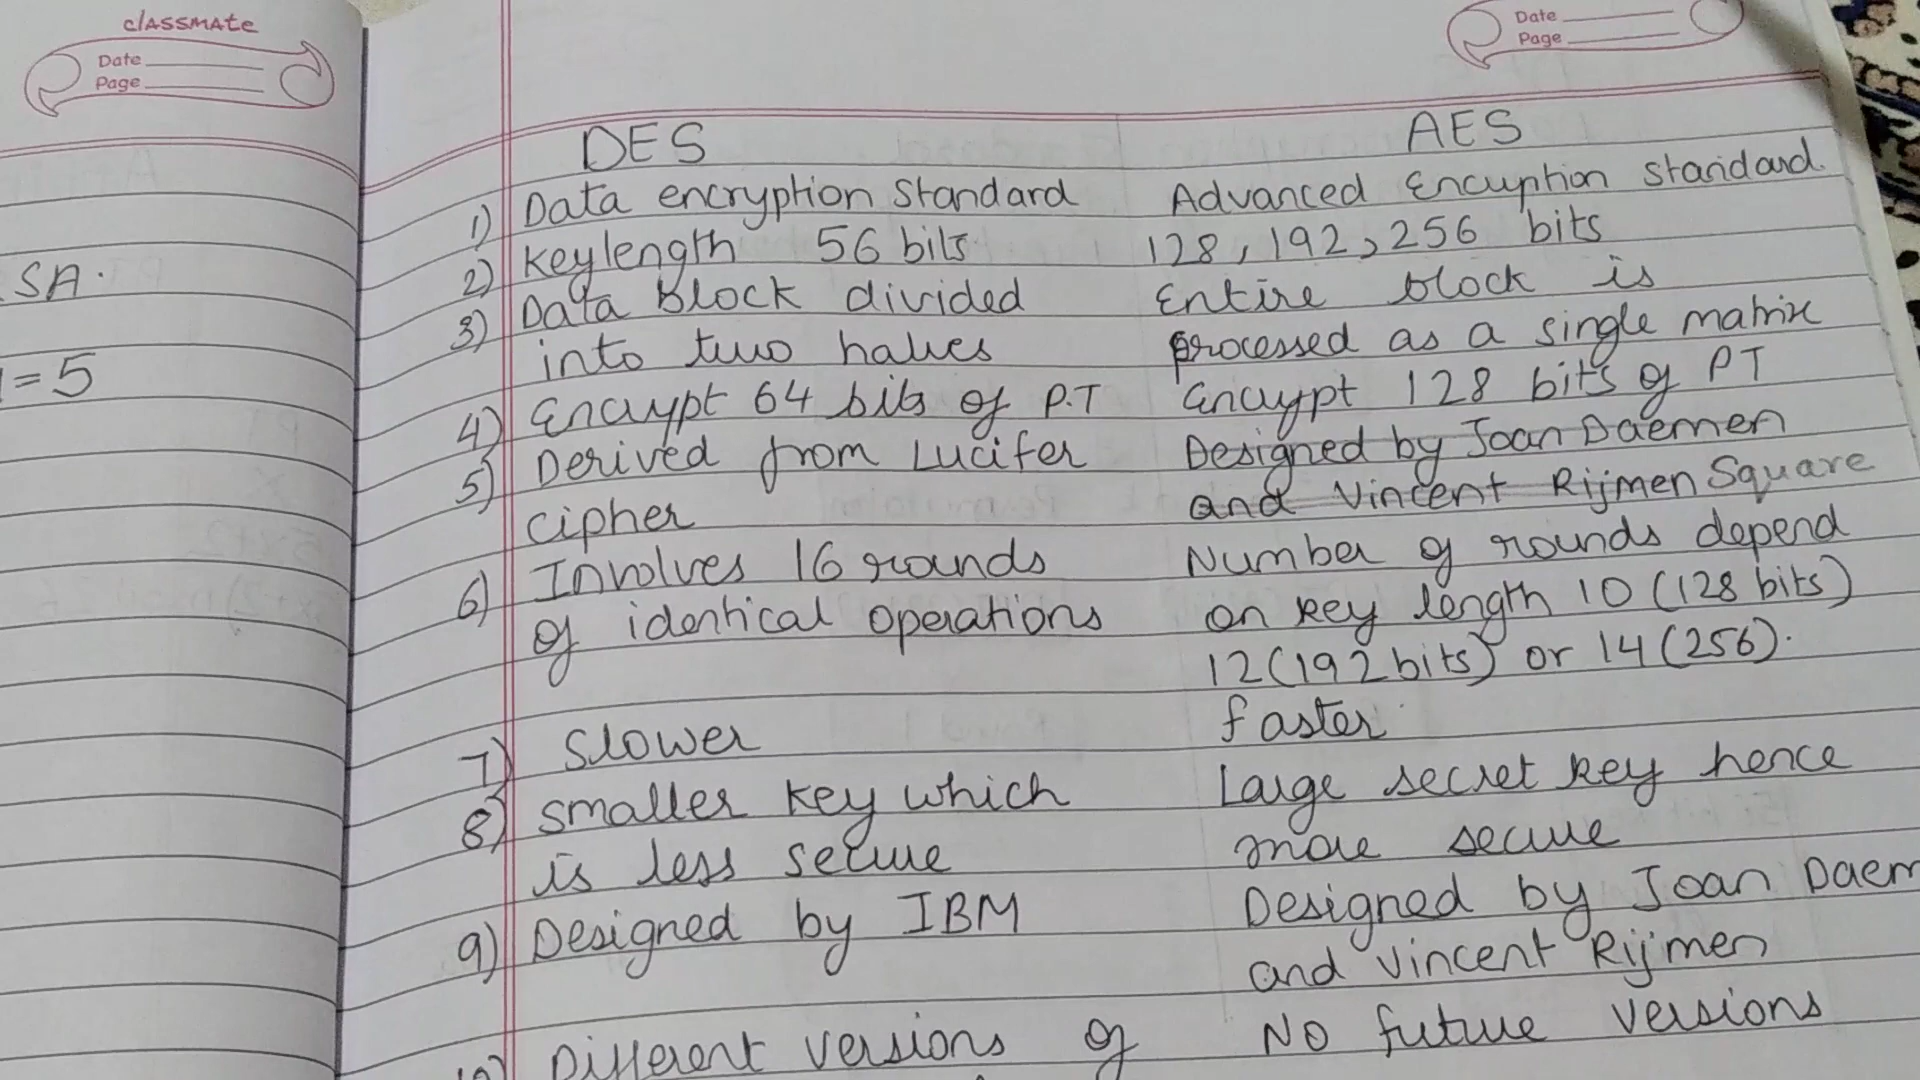 classmate
Date
Page
Date
Page
SA.
= 5
DES AES
1) Data encryption Standard Advanced Encryption standard.
2) Key length 56 bits 128, 192, 256 bits
3) Data Block divided Entire block is
into two halves processed as a single matrix
4) Encrypt 64 bits of P.T Encrypt 128 bits of PT
5) Derived from Lucifer Designed by Joan Daemen
cipher and Vincent Rijmen Square
6) Involves 16 rounds Number of rounds depend
of identical operations on key length 10 (128 bits)
12 (192 bits) or 14 (256).
7) Slower faster
8) smaller key which Large secret key hence
is less secure more secure
9) Designed by IBM Designed by Joan Daem
and Vincent Rijmen
10) Different versions of No future versions